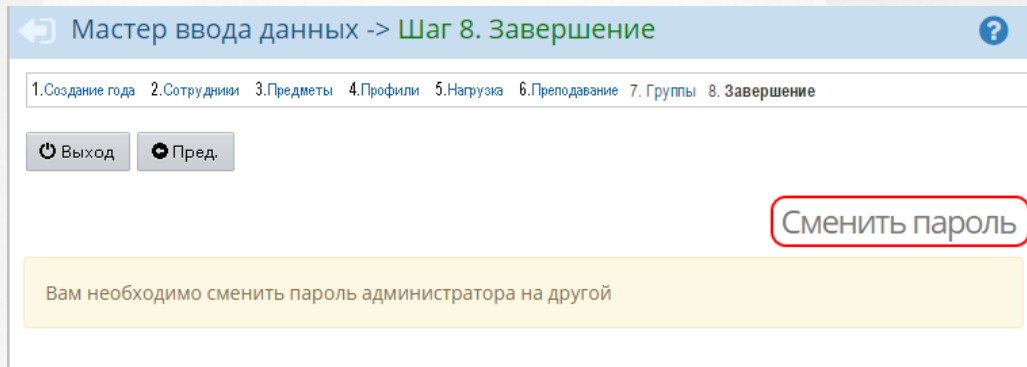 Мастер ввода данных -> Шаг 8. Завершение
1.Создание года 2.Сотрудники 3.Предметы 4.Профили 5.Нагрузка 6.Преподавание 7. Группы 8. Завершение
Выход Пред.
Сменить пароль
Вам необходимо сменить пароль администратора на другой